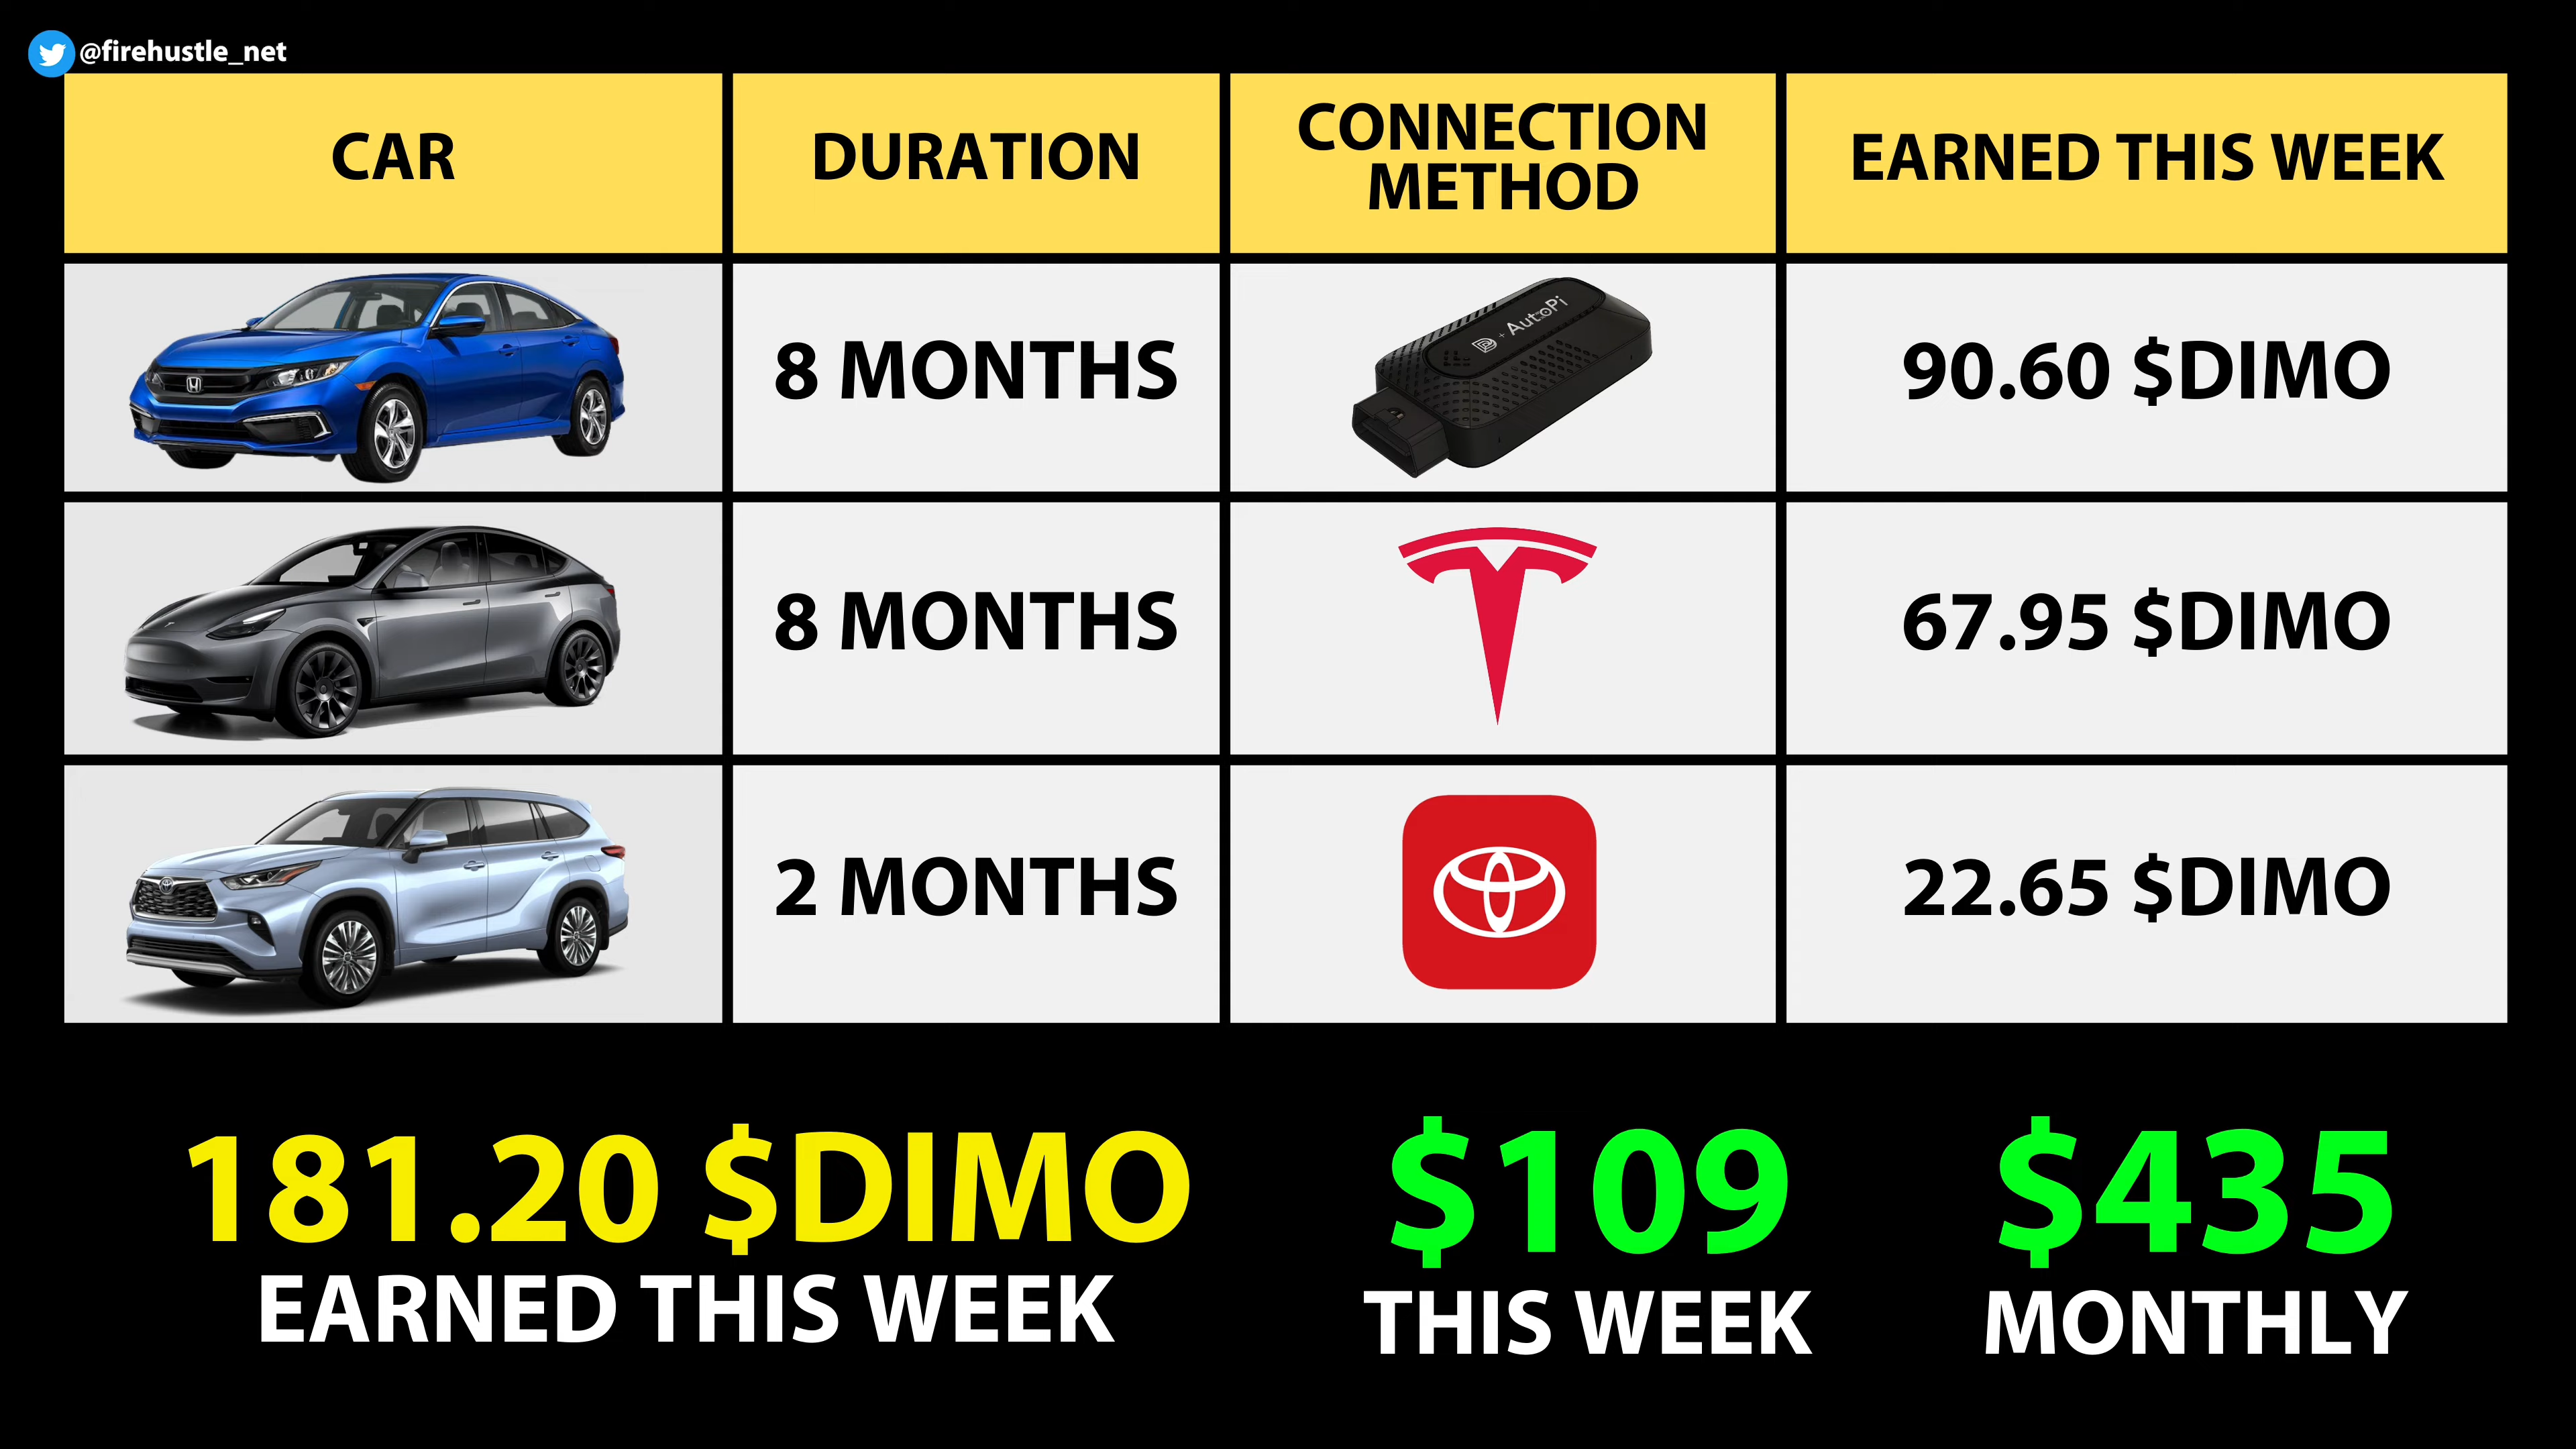 @firehustle_net
CAR
DURATION
CONNECTION
METHOD
EARNED THIS WEEK
8 MONTHS
+ AutoPi
90.60 $DIMO
8 MONTHS
67.95 $DIMO
2 MONTHS
22.65 $DIMO
181.20 $DIMO
EARNED THIS WEEK
$109
THIS WEEK
$435
MONTHLY